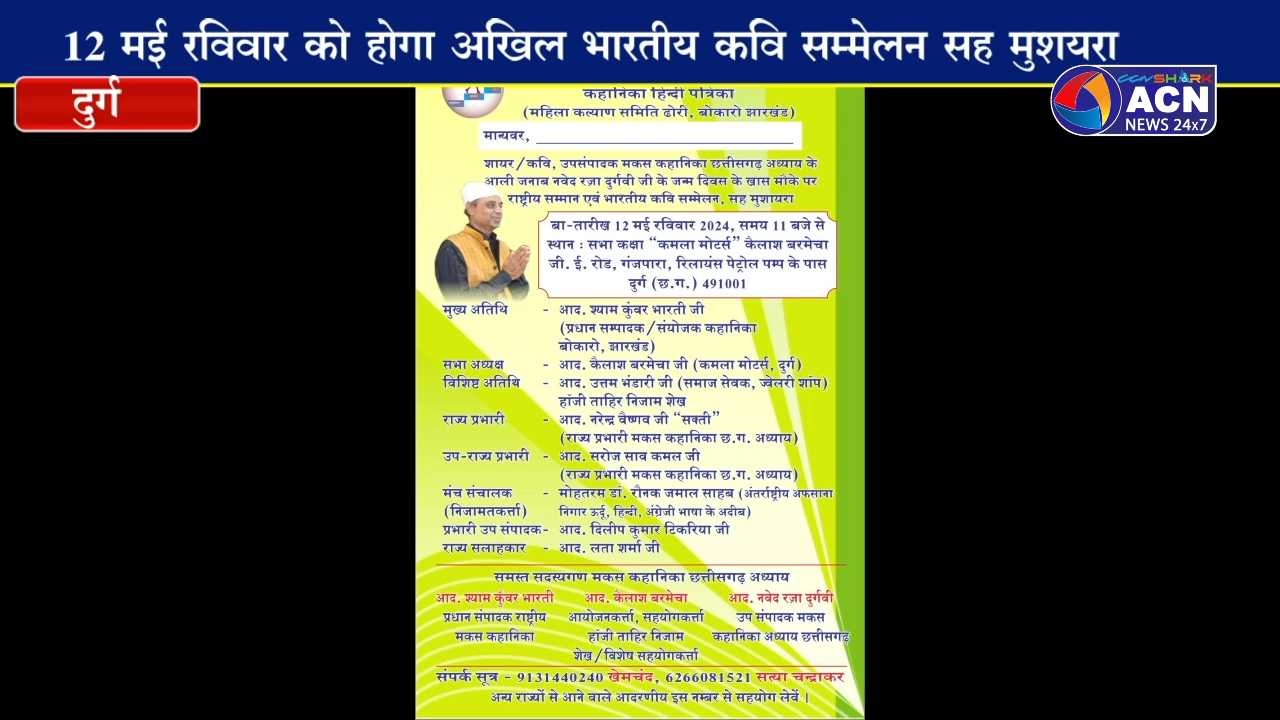 12 मई रविवार को होगा अखिल भारतीय कवि सम्मेलन सह मुशयरा
दुर्ग
CCN SHARK
ACN
NEWS 24x7
कहानिका हिन्दी पत्रिका
(महिला कल्याण समिति ढोरी, बोकारो झारखंड)
मान्यवर,
शायर/कवि, उपसंपादक मकस कहानिका छत्तीसगढ़ अध्याय के
आली जनाब नवेद रज़ा दुर्गवी जी के जन्म दिवस के खास मौके पर
राष्ट्रीय सम्मान एवं भारतीय कवि सम्मेलन, सह मुशायरा
बा-तारीख 12 मई रविवार 2024, समय 11 बजे से
स्थान : सभा कक्षा “कमला मोटर्स” कैलाश बरमेचा
जी. ई. रोड, गंजपारा, रिलायंस पेट्रोल पम्प के पास
दुर्ग (छ.ग.) 491001
मुख्य अतिथि - आद. श्याम कुंवर भारती जी
(प्रधान सम्पादक/संयोजक कहानिका
बोकारो, झारखंड)
सभा अध्यक्ष - आद. कैलाश बरमेचा जी (कमला मोटर्स, दुर्ग)
विशिष्ट अतिथि - आद. उत्तम भंडारी जी (समाज सेवक, ज्वेलरी शॉप)
हॉजी ताहिर निजाम शेख
राज्य प्रभारी - आद. नरेन्द्र वैष्णव जी “सक्ती”
(राज्य प्रभारी मकस कहानिका छ.ग. अध्याय)
उप-राज्य प्रभारी - आद. सरोज साव कमल जी
(राज्य प्रभारी मकस कहानिका छ.ग. अध्याय)
मंच संचालक - मोहतरम डॉ. रौनक जमाल साहब (अंतर्राष्ट्रीय अफसाना
(निजामतकर्त्ता) निगार ऊर्दू, हिन्दी, अंग्रेजी भाषा के अदीब)
प्रभारी उप संपादक- आद. दिलीप कुमार टिकरिया जी
राज्य सलाहकार - आद. लता शर्मा जी
समस्त सदस्यगण मकस कहानिका छत्तीसगढ़ अध्याय
आद. श्याम कुंवर भारती आद. कैलाश बरमेचा आद. नवेद रज़ा दुर्गवी
प्रधान संपादक राष्ट्रीय आयोजनकर्त्ता, सहयोगकर्त्ता उप संपादक मकस
मकस कहानिका हॉजी ताहिर निजाम कहानिका अध्याय छत्तीसगढ़
शेख/विशेष सहयोगकर्त्ता
संपर्क सूत्र - 9131440240 खेमचंद, 6266081521 सत्या चन्द्राकर
अन्य राज्यों से आने वाले आदरणीय इस नम्बर से सहयोग लेवें |